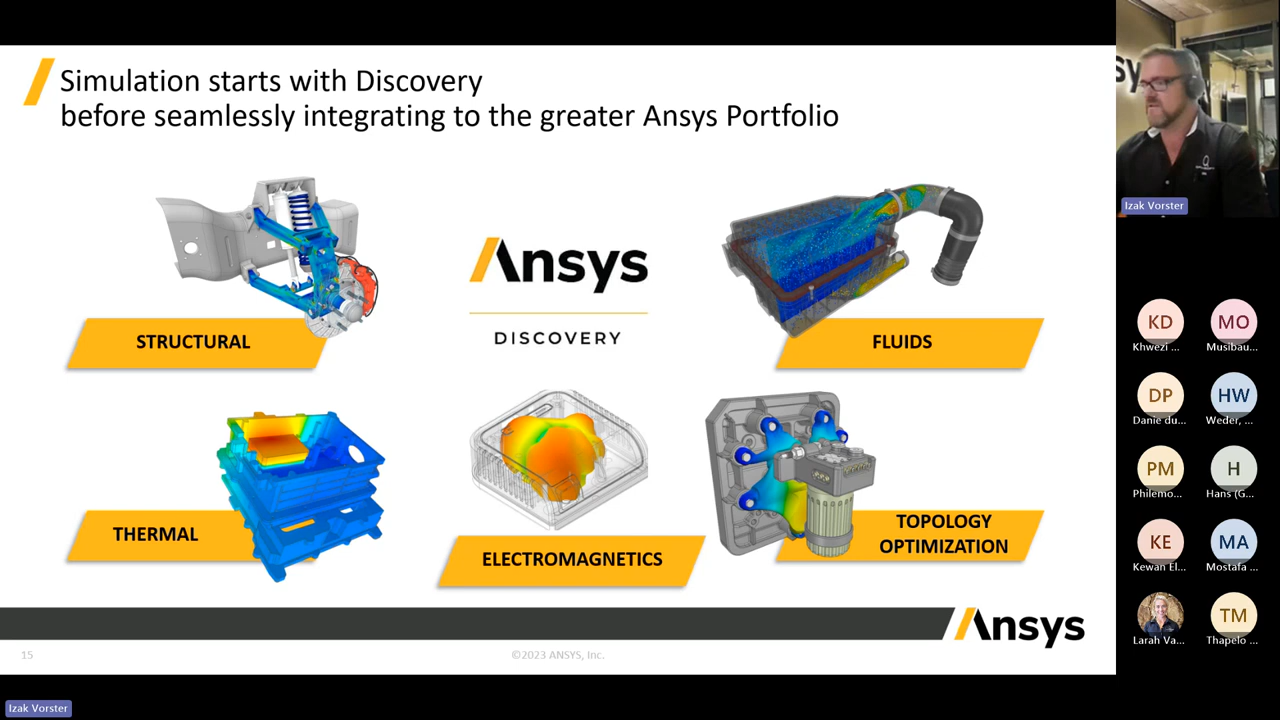 Simulation starts with Discovery
before seamlessly integrating to the greater Ansys Portfolio
STRUCTURAL
Ansys
DISCOVERY
FLUIDS
THERMAL
ELECTROMAGNETICS
TOPOLOGY
OPTIMIZATION
Ansys
15
©2023 ANSYS, Inc.
Izak Vorster
sy
Izak Vorster
KD
MO
Khwezi ...
Musibau...
DP
HW
Danie du...
Weder, ...
PM
H
Philemo...
Hans (G...
KE
MA
Kewan El...
Mostafa ...
TM
Larah Va...
Thapelo ...